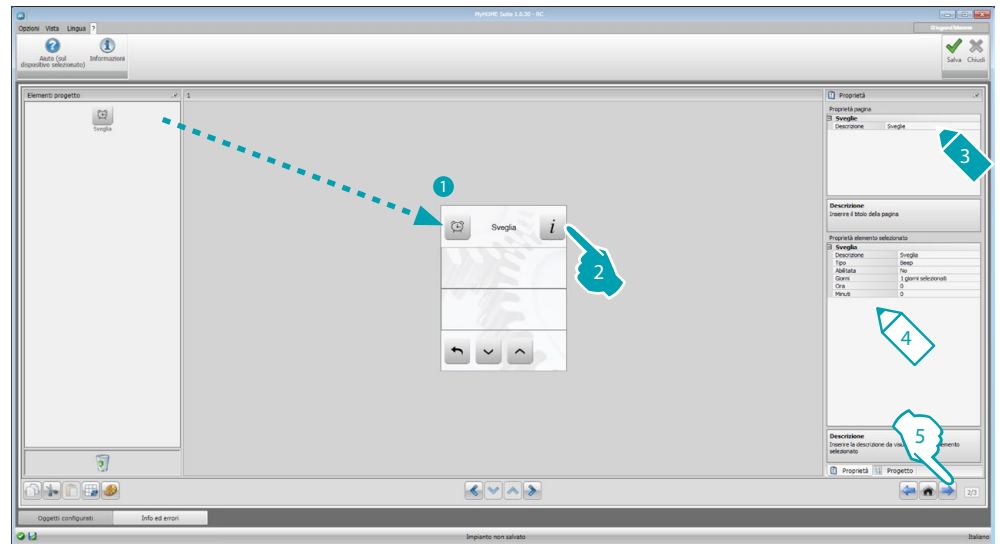 MyHOME Suite 1.0.30 - RC
Opzioni Vista Lingua ?
Aiuto (sul dispositivo selezionato)
Informazioni
Salva Chiudi
Elementi progetto
1
Proprietà
Sveglia
Proprietà pagina
Sveglie
Descrizione Sveglie
3
Descrizione
Inserire il titolo della pagina
1
Sveglia
i
2
Proprietà elemento selezionato
Sveglia
Descrizione Sveglia
Tipo Beep
Abilitata No
Giorni 1 giorni selezionati
Ora 0
Minuti 0
4
5
Descrizione
Inserire la descrizione da
selezionato
Proprietà Progetto
2/3
Oggetti configurati Info ed errori
Impianto non salvato
Italiano